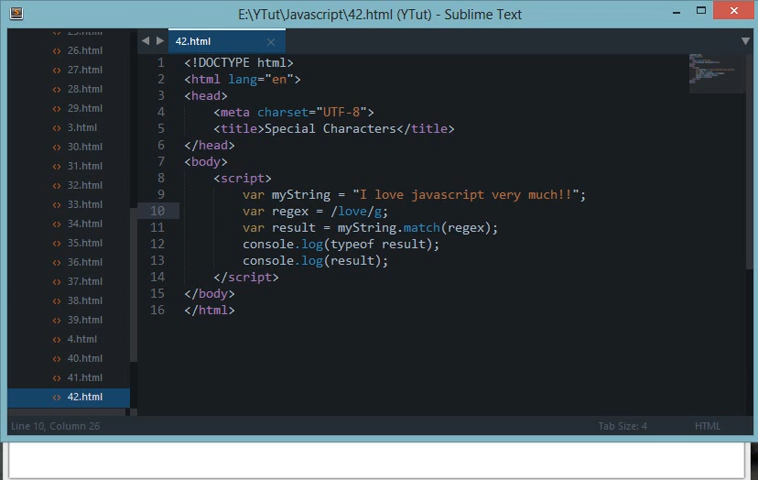 E:\YTut\Javascript\42.html (YTut) - Sublime Text
42.html
26.html
27.html
28.html
29.html
3.html
30.html
31.html
32.html
33.html
34.html
35.html
36.html
37.html
38.html
39.html
4.html
40.html
41.html
42.html
1 <!DOCTYPE html>
2 <html lang="en">
3 <head>
4 <meta charset="UTF-8">
5 <title>Special Characters</title>
6 </head>
7 <body>
8 <script>
9 var myString = "I love javascript very much!!";
10 var regex = /love/g;
11 var result = myString.match(regex);
12 console.log(typeof result);
13 console.log(result);
14 </script>
15 </body>
16 </html>
Line 10, Column 26
Tab Size: 4
HTML